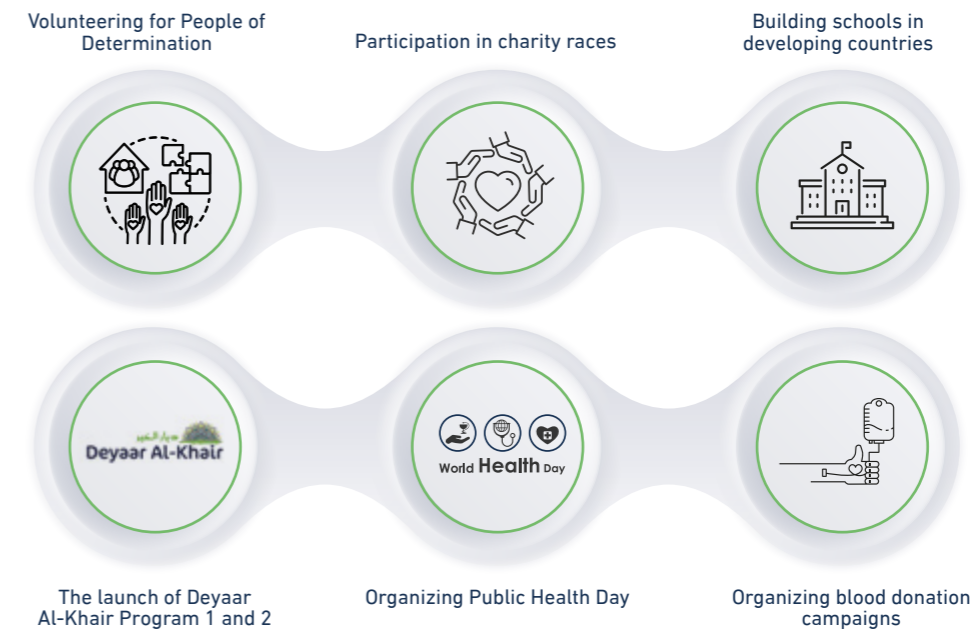 Volunteering for People of
Determination
Participation in charity races
Building schools in
developing countries
ديار الخير
Deyaar Al-Khair
World Health Day
The launch of Deyaar
Al-Khair Program 1 and 2
Organizing Public Health Day
Organizing blood donation
campaigns